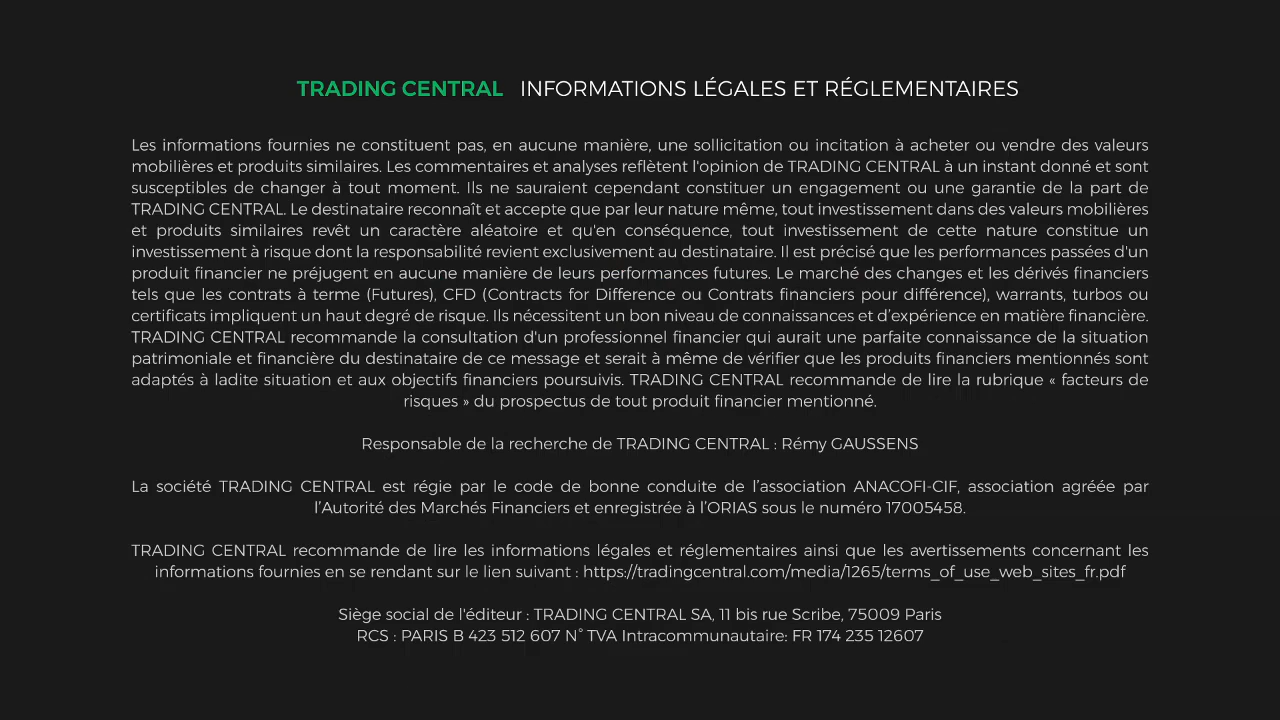 TRADING CENTRAL INFORMATIONS LÉGALES ET RÉGLEMENTAIRES
Les informations fournies ne constituent pas, en aucune manière, une sollicitation ou incitation à acheter ou vendre des valeurs
mobilières et produits similaires. Les commentaires et analyses reflètent l'opinion de TRADING CENTRAL à un instant donné et sont
susceptibles de changer à tout moment. Ils ne sauraient cependant constituer un engagement ou une garantie de la part de
TRADING CENTRAL. Le destinataire reconnaît et accepte que par leur nature même, tout investissement dans des valeurs mobilières
et produits similaires revêt un caractère aléatoire et qu'en conséquence, tout investissement de cette nature constitue un
investissement à risque dont la responsabilité revient exclusivement au destinataire. Il est précisé que les performances passées d'un
produit financier ne préjugent en aucune manière de leurs performances futures. Le marché des changes et les dérivés financiers
tels que les contrats à terme (Futures), CFD (Contracts for Difference ou Contrats financiers pour différence), warrants, turbos ou
certificats impliquent un haut degré de risque. Ils nécessitent un bon niveau de connaissances et d’expérience en matière financière.
TRADING CENTRAL recommande la consultation d'un professionnel financier qui aurait une parfaite connaissance de la situation
patrimoniale et financière du destinataire de ce message et serait à même de vérifier que les produits financiers mentionnés sont
adaptés à ladite situation et aux objectifs financiers poursuivis. TRADING CENTRAL recommande de lire la rubrique « facteurs de
risques » du prospectus de tout produit financier mentionné.
Responsable de la recherche de TRADING CENTRAL : Rémy GAUSSENS
La société TRADING CENTRAL est régie par le code de bonne conduite de l’association ANACOFI-CIF, association agréée par
l’Autorité des Marchés Financiers et enregistrée à l’ORIAS sous le numéro 17005458.
TRADING CENTRAL recommande de lire les informations légales et réglementaires ainsi que les avertissements concernant les
informations fournies en se rendant sur le lien suivant : https://tradingcentral.com/media/1265/terms_of_use_web_sites_fr.pdf
Siège social de l'éditeur : TRADING CENTRAL SA, 11 bis rue Scribe, 75009 Paris
RCS : PARIS B 423 512 607 N° TVA Intracommunautaire: FR 174 235 12607